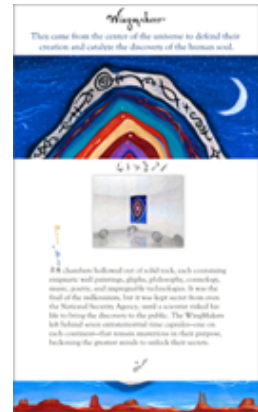 WingMakers
They came from the center of the universe to defend their
creation and catalyze the discovery of the human soul.
chambers hollowed out of solid rock, each containing
enigmatic wall paintings, glyphs, philosophy, cosmology,
music, poetry, and unimaginable technologies. It was the
find of the millennium, but it was kept secret from even
the National Security Agency, until a scientist risked his
life to bring the discovery to the public. The WingMakers
left behind seven extraterrestrial time capsules—one on
each continent—that remain mysterious in their purpose,
beckoning the greatest minds to unlock their secrets.